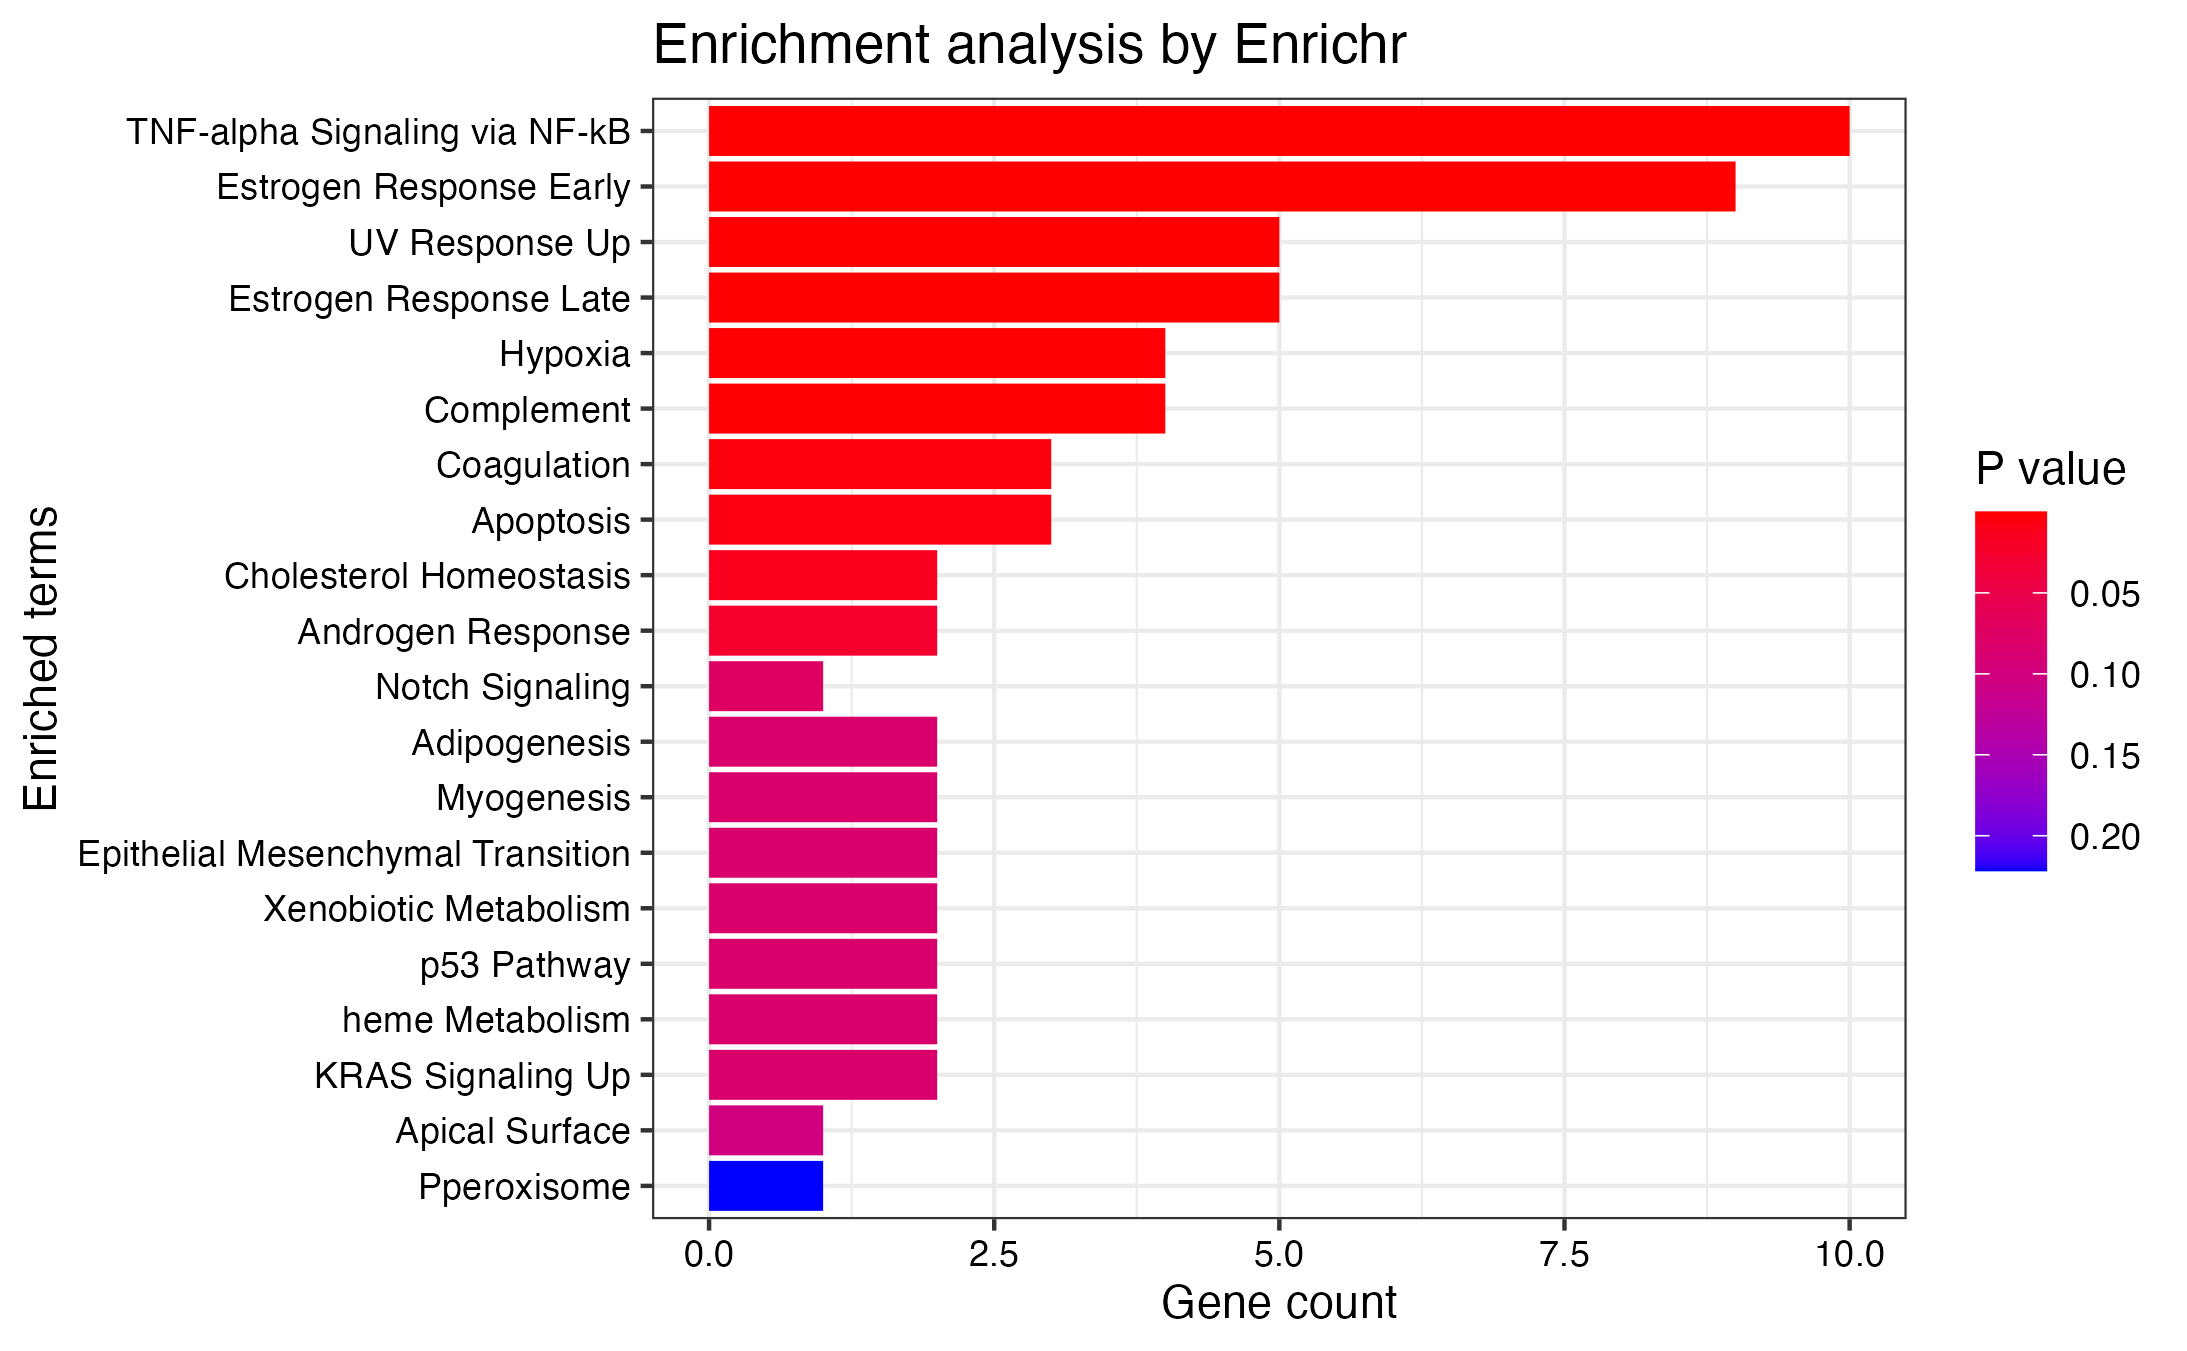 Enrichment analysis by Enrichr
TNF-alpha Signaling via NF-kB
Estrogen Response Early
UV Response Up
Estrogen Response Late
Hypoxia
Complement
Coagulation
Apoptosis
Cholesterol Homeostasis
Androgen Response
Notch Signaling
Adipogenesis
Myogenesis
Epithelial Mesenchymal Transition
Xenobiotic Metabolism
p53 Pathway
heme Metabolism
KRAS Signaling Up
Apical Surface
Pperoxisome
Enriched terms
0.0 2.5 5.0 7.5 10.0
Gene count
P value
0.05
0.10
0.15
0.20